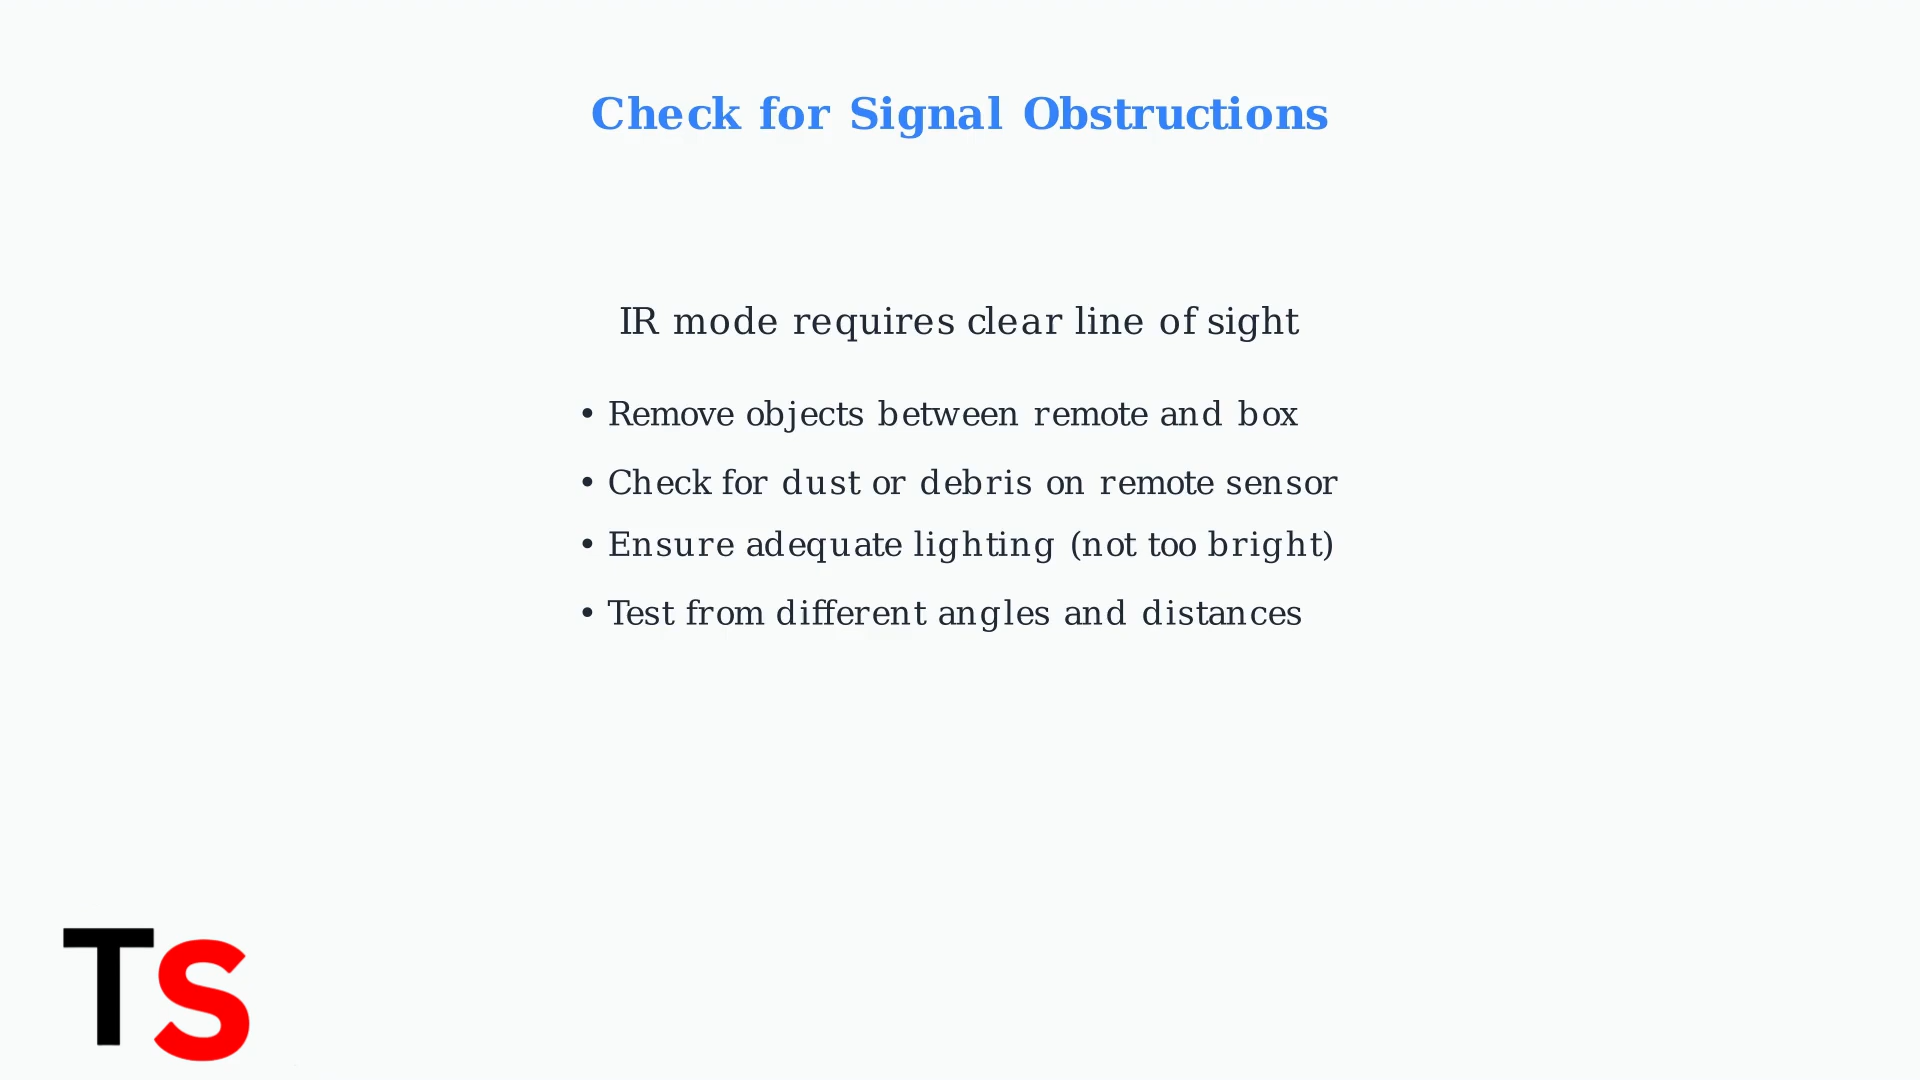 Check for Signal Obstructions
IR mode requires clear line of sight
• Remove objects between remote and box
• Check for dust or debris on remote sensor
• Ensure adequate lighting (not too bright)
• Test from different angles and distances
TS